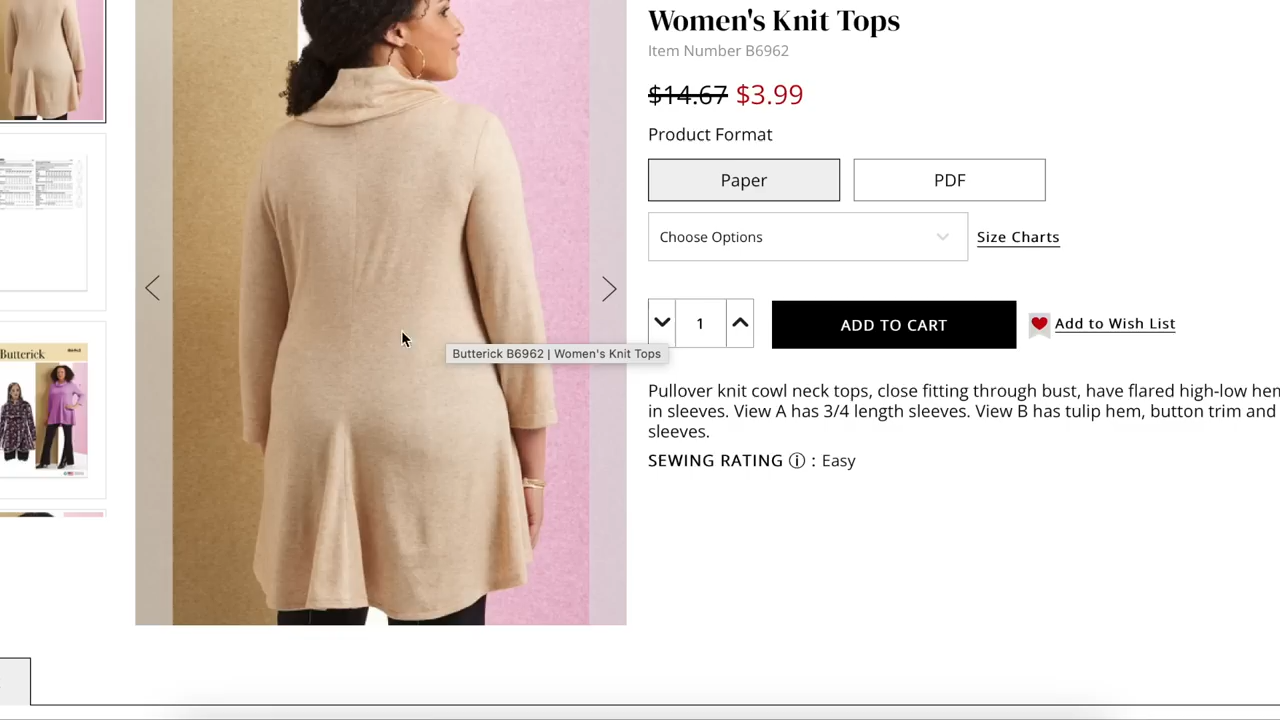 Women's Knit Tops
Item Number B6962
$14.67 $3.99
Product Format
Paper
PDF
Choose Options
Size Charts
1
ADD TO CART
Add to Wish List
Butterick B6962 | Women's Knit Tops
Pullover knit cowl neck tops, close fitting through bust, have flared high-low
in sleeves. View A has 3/4 length sleeves. View B has tulip hem, button trim and
sleeves.
SEWING RATING ⓘ : Easy
Butterick